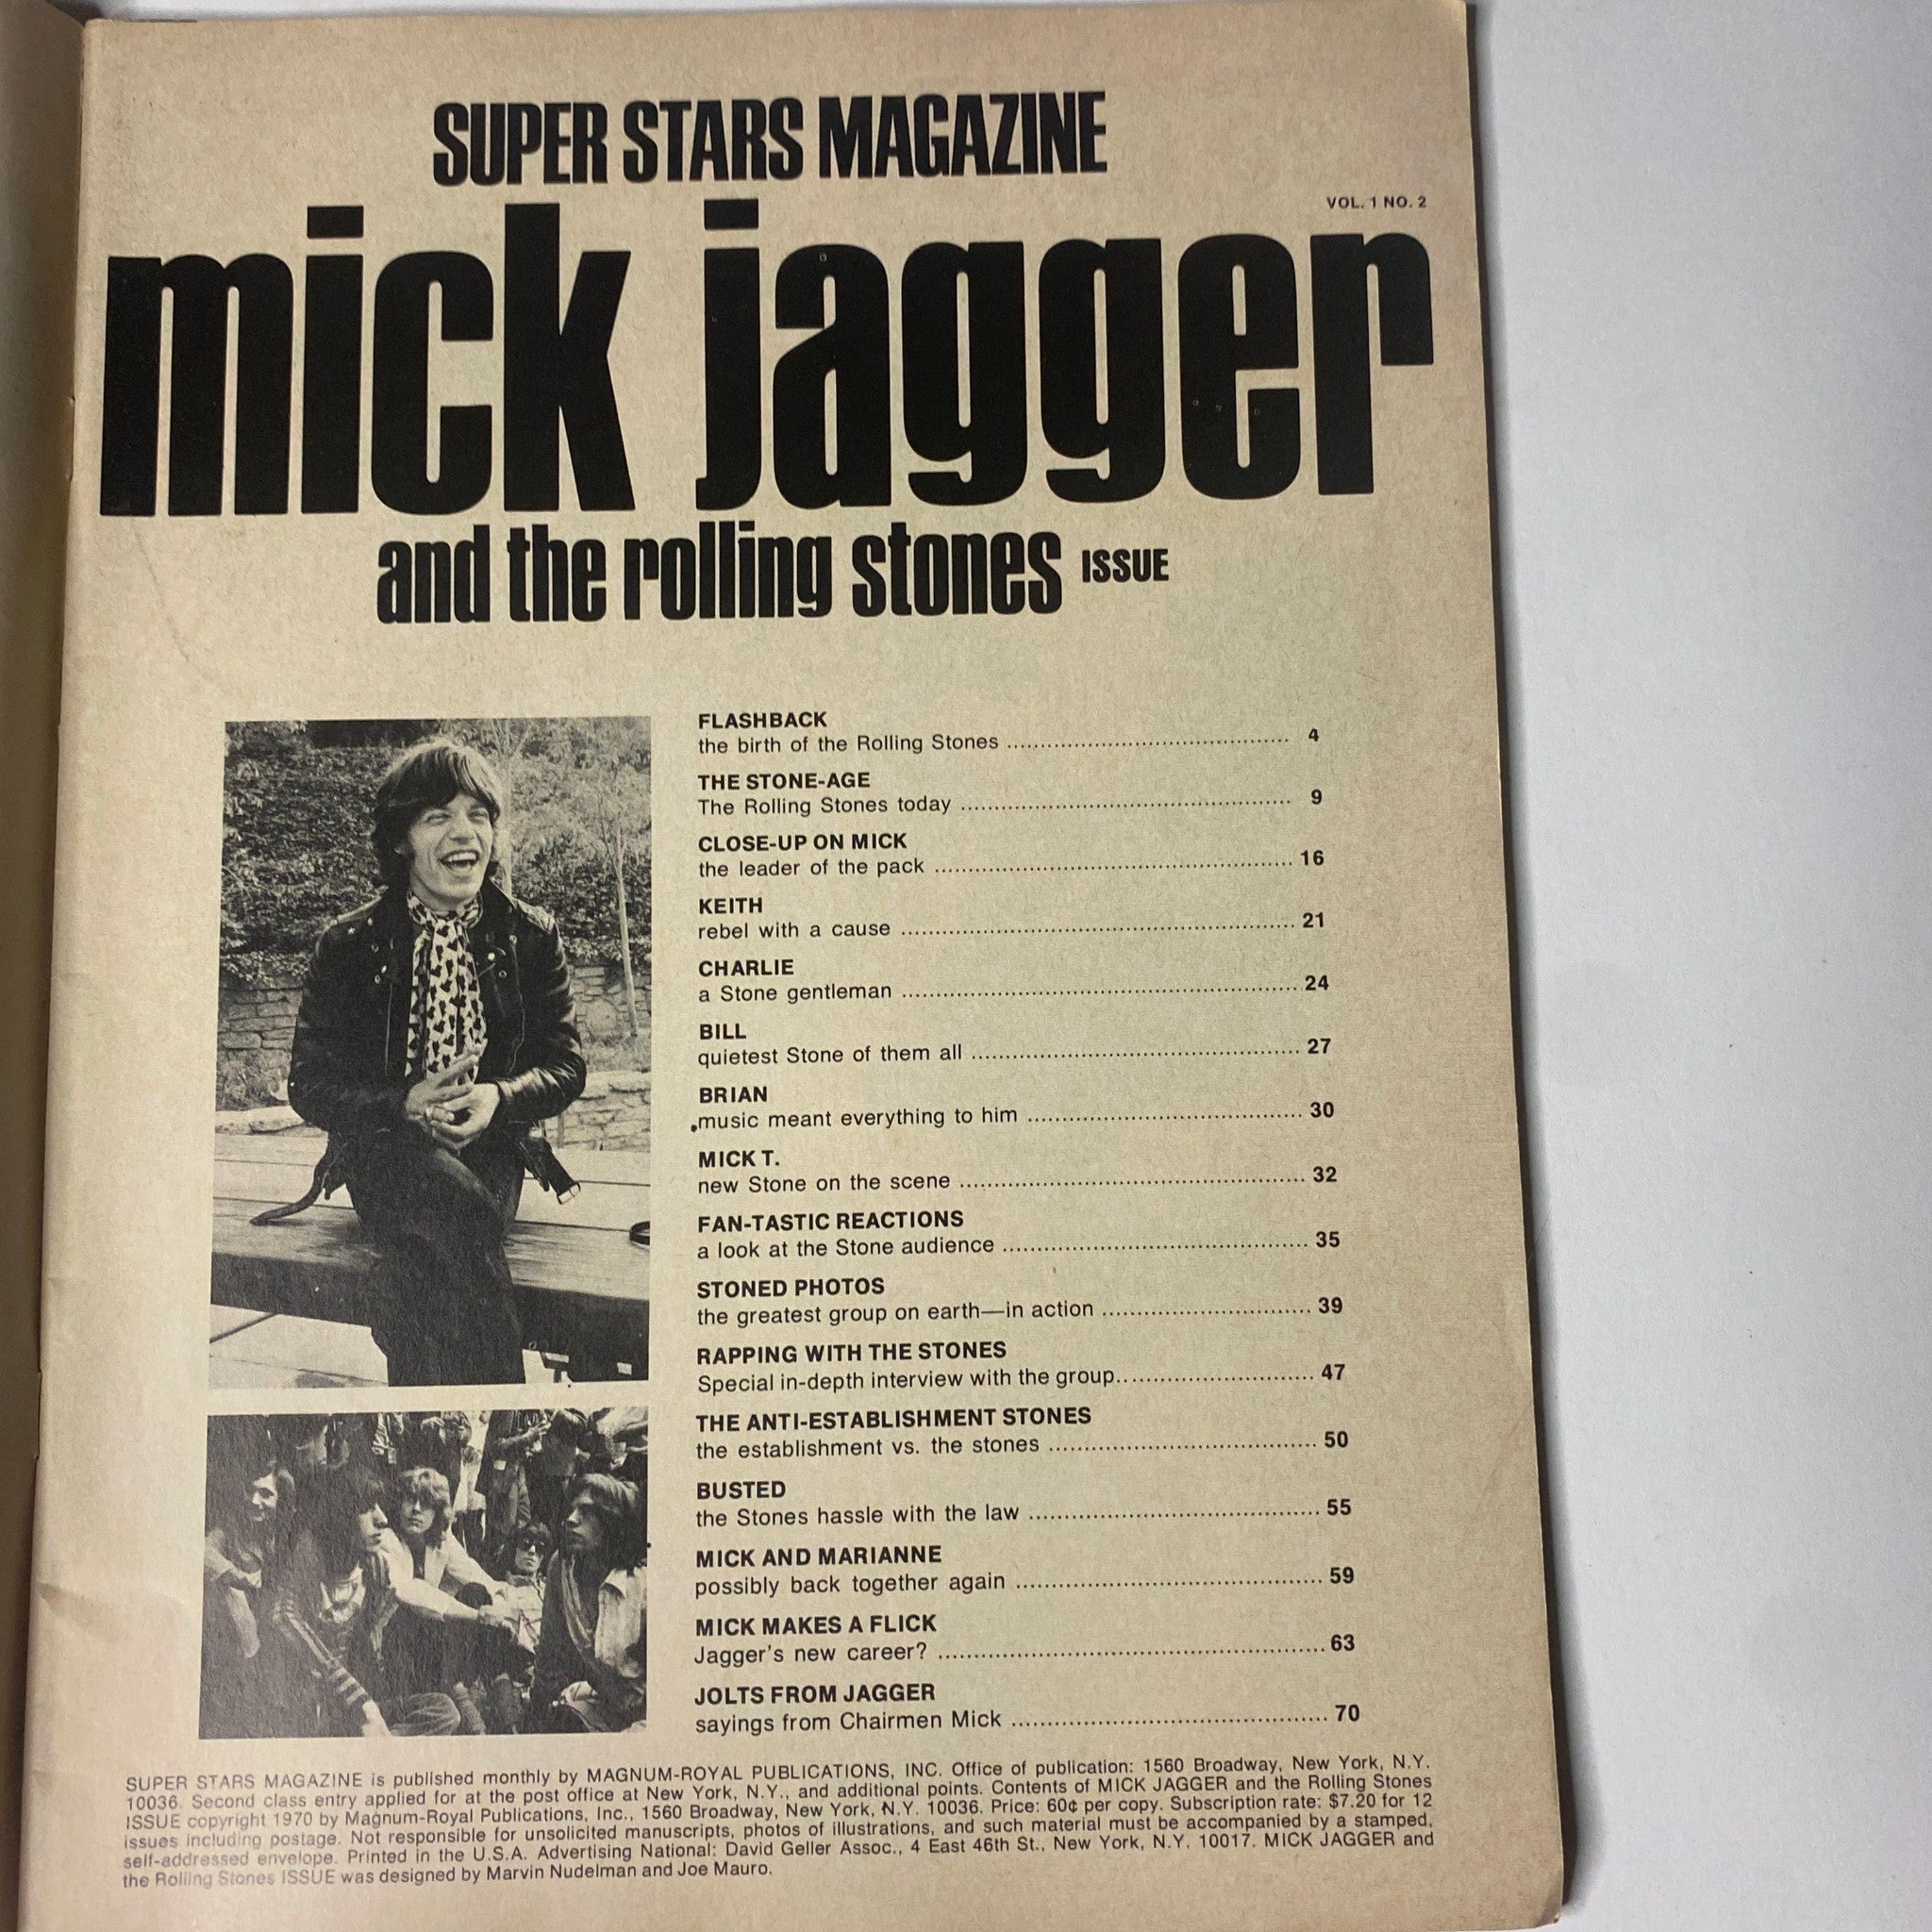 SUPER STARS MAGAZINE
VOL. 1 NO. 2
mick jagger
and the rolling stones ISSUE
FLASHBACK
the birth of the Rolling Stones ........................................ 4
THE STONE-AGE
The Rolling Stones today ............................................... 9
CLOSE-UP ON MICK
the leader of the pack .................................................. 16
KEITH
rebel with a cause ....................................................... 21
CHARLIE
a Stone gentleman ....................................................... 24
BILL
quietest Stone of them all .............................................. 27
BRIAN
music meant everything to him ....................................... 30
MICK T.
new Stone on the scene ................................................ 32
FAN-TASTIC REACTIONS
a look at the Stone audience ........................................... 35
STONED PHOTOS
the greatest group on earth—in action .............................. 39
RAPPING WITH THE STONES
Special in-depth interview with the group............................. 47
THE ANTI-ESTABLISHMENT STONES
the establishment vs. the stones ...................................... 50
BUSTED
the Stones hassle with the law ......................................... 55
MICK AND MARIANNE
possibly back together again ........................................... 59
MICK MAKES A FLICK
Jagger's new career? ..................................................... 63
JOLTS FROM JAGGER
sayings from Chairmen Mick ............................................ 70
SUPER STARS MAGAZINE is published monthly by MAGNUM-ROYAL PUBLICATIONS, INC. Office of publication: 1560 Broadway, New York, N.Y.
10036. Second class entry applied for at the post office at New York, N.Y., and additional points. Contents of MICK JAGGER and the Rolling Stones
ISSUE copyright 1970 by Magnum-Royal Publications, Inc., 1560 Broadway, New York, N.Y. 10036. Price: 60¢ per copy. Subscription rate: $7.20 for 12
issues including postage. Not responsible for unsolicited manuscripts, photos of illustrations, and such material must be accompanied by a stamped,
self-addressed envelope. Printed in the U.S.A. Advertising National: David Geller Assoc., 4 East 46th St., New York, N.Y. 10017. MICK JAGGER and
the Rolling Stones ISSUE was designed by Marvin Nudelman and Joe Mauro.